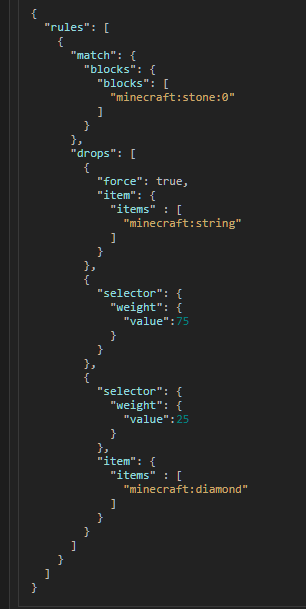 {
  "rules": [
    {
      "match": {
        "blocks": {
          "blocks": [
            "minecraft:stone:0"
          ]
        }
      },
      "drops": [
        {
          "force": true,
          "item": {
            "items" : [
              "minecraft:string"
            ]
          }
        },
        {
          "selector": {
            "weight": {
              "value":75
            }
          }
        },
        {
          "selector": {
            "weight": {
              "value":25
            }
          },
          "item": {
            "items" : [
              "minecraft:diamond"
            ]
          }
        }
      ]
    }
  ]
}